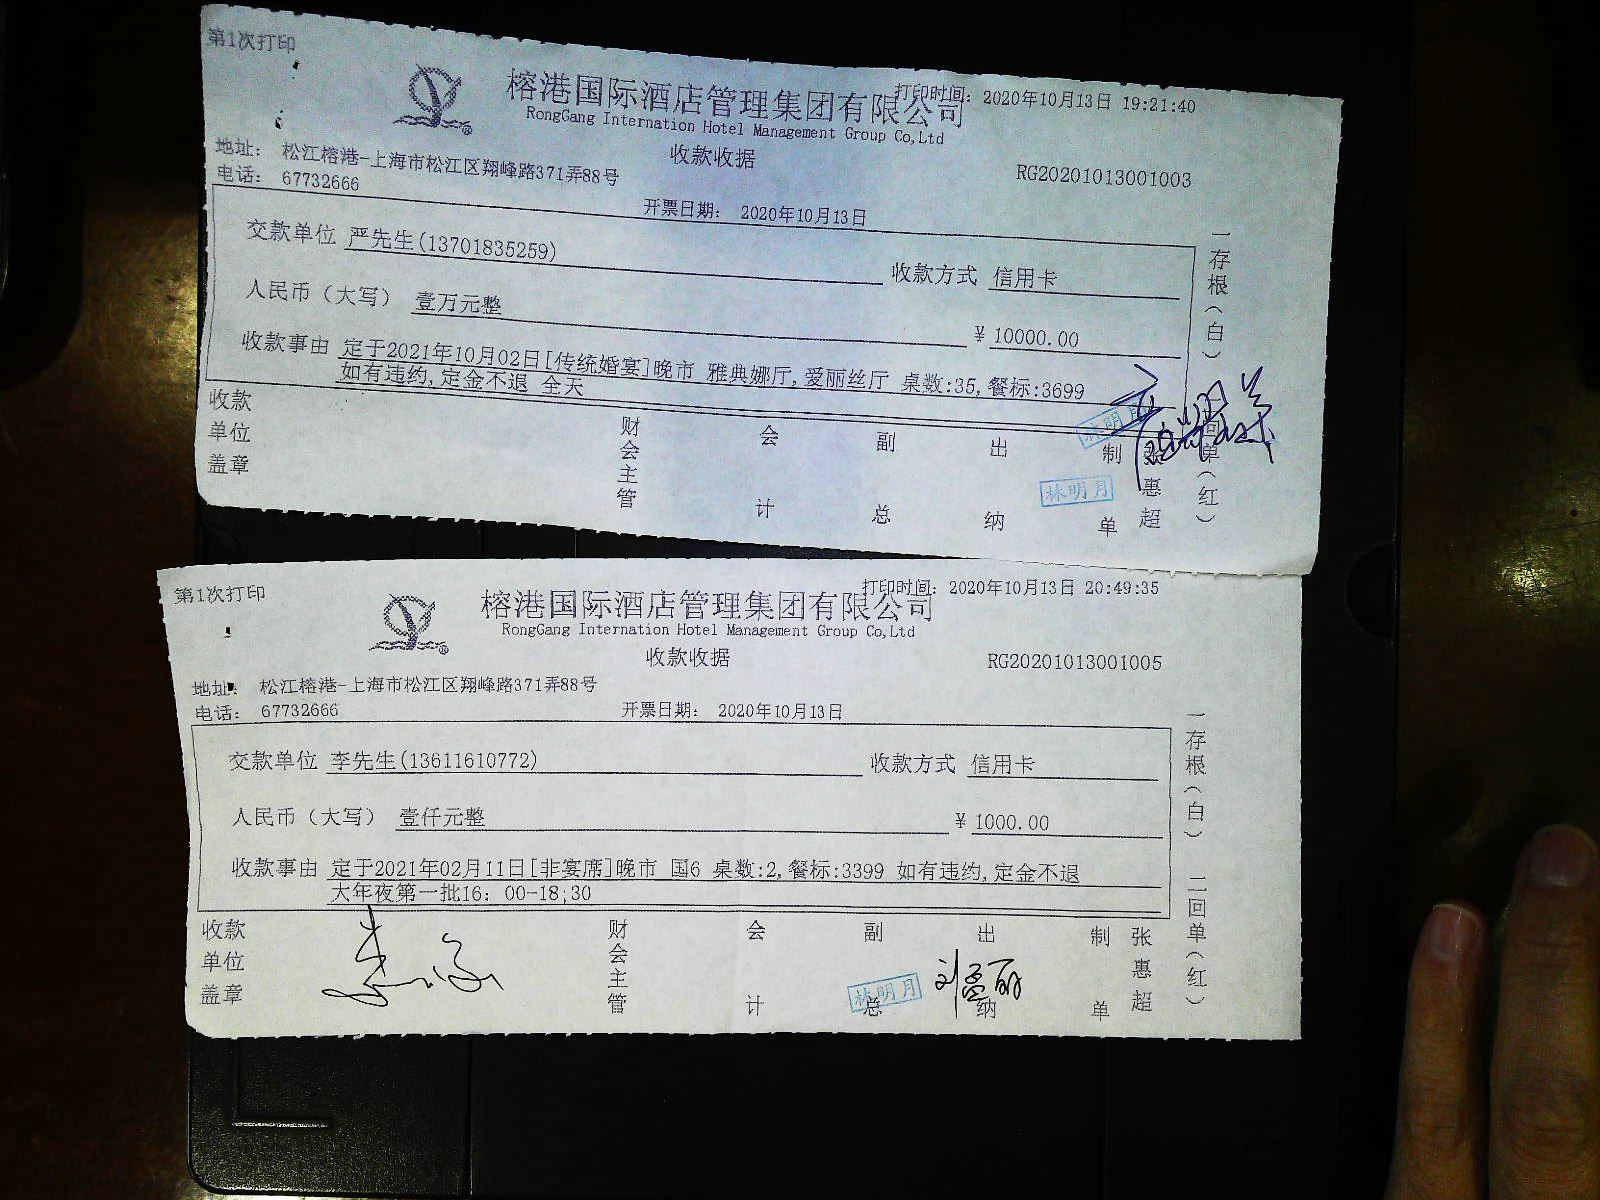 第1次打印
打印时间: 2020年10月13日 19:21:40
榕港国际酒店管理集团有限公司
RongGang Internation Hotel Management Group Co,Ltd
收款收据
地址: 松江榕港-上海市松江区翔峰路371弄88号
RG20201013001003
电话: 67732666
开票日期: 2020年10月13日
交款单位 严先生(13701835259)
收款方式 信用卡
人民币（大写） 壹万元整
¥ 10000.00
收款事由 定于2021年10月02日[传统婚宴]晚市 雅典娜厅,爱丽丝厅 桌数:35,餐标:3699
如有违约,定金不退 全天
一存根（白）
二回单（红）
收款单位盖章
财会主管
会计
副总
出纳
制单
张惠超
林明月
林明月
第1次打印
打印时间: 2020年10月13日 20:49:35
榕港国际酒店管理集团有限公司
RongGang Internation Hotel Management Group Co,Ltd
收款收据
RG20201013001005
地址: 松江榕港-上海市松江区翔峰路371弄88号
电话: 67732666
开票日期: 2020年10月13日
交款单位 李先生(13611610772)
收款方式 信用卡
人民币（大写） 壹仟元整
¥ 1000.00
收款事由 定于2021年02月11日[非宴席]晚市 国6 桌数:2,餐标:3399 如有违约,定金不退
大年夜第一批16: 00-18;30
一存根（白）
二回单（红）
收款单位盖章
财会主管
会计
副总
出纳
制单
张惠超
林明月
刘盈丽